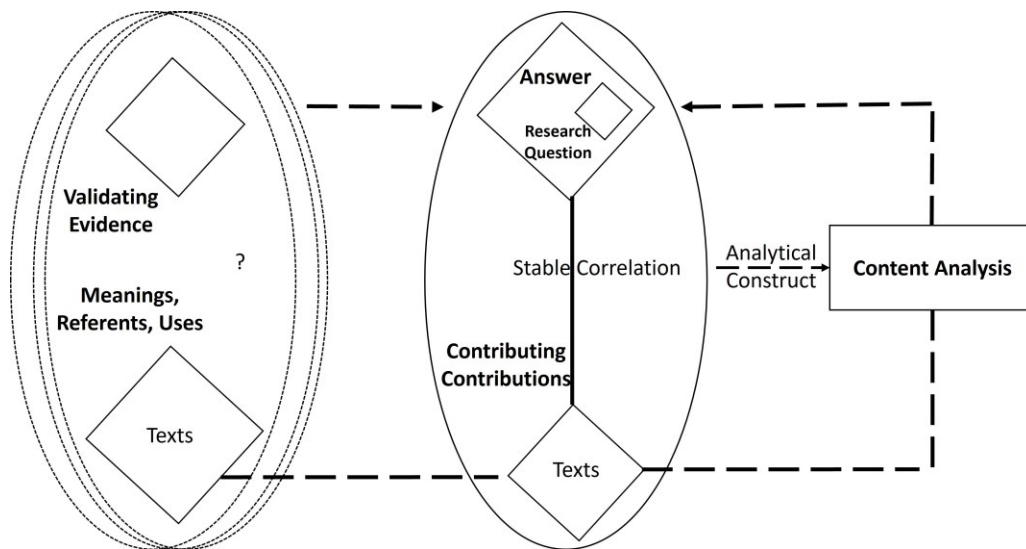 Validating
Evidence
?
Meanings,
Referents, Uses
Texts
Answer
Research
Question
Stable Correlation
Contributing
Contributions
Texts
Analytical
Construct
Content Analysis